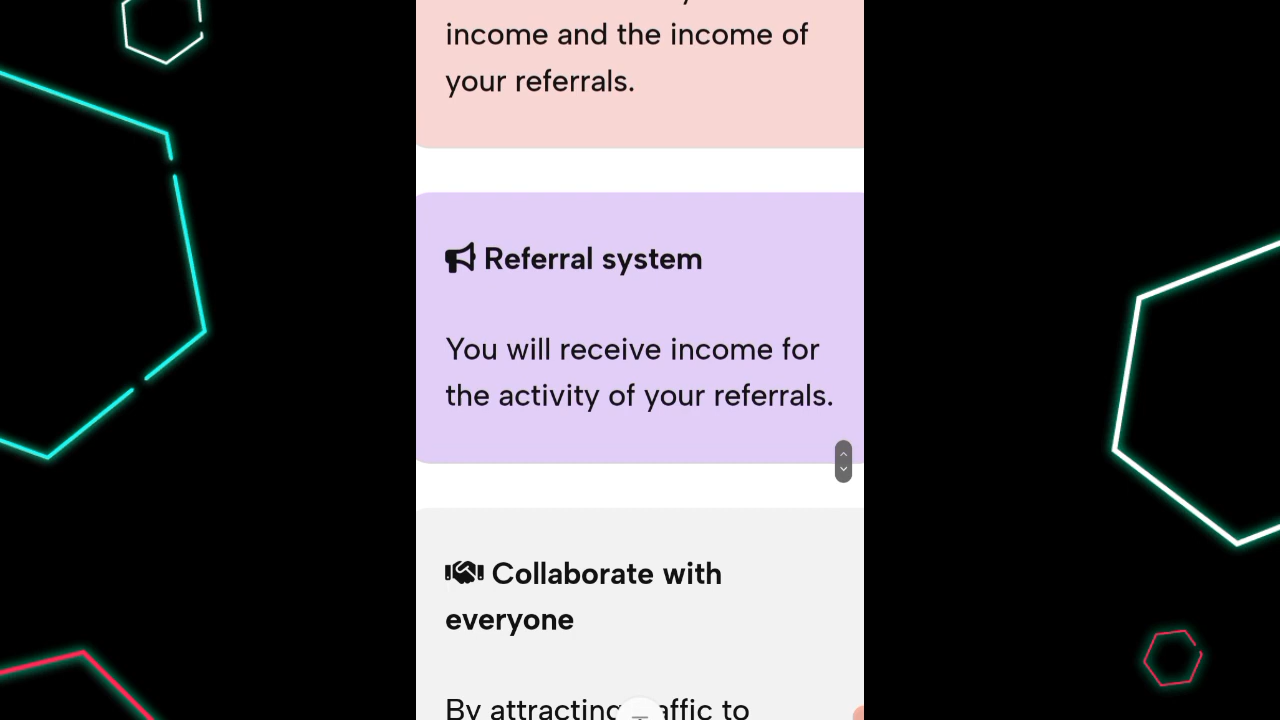 income and the income of
your referrals.
Referral system
You will receive income for
the activity of your referrals.
Collaborate with
everyone
By attracting to